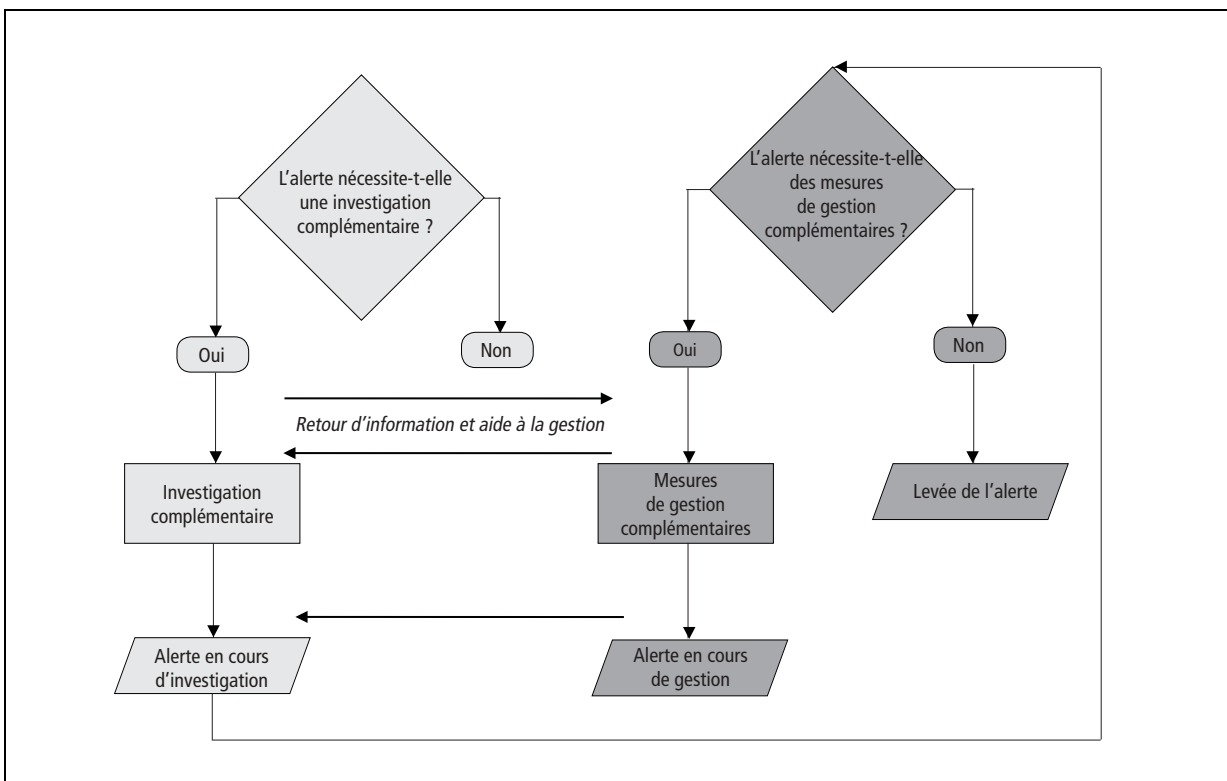 L'alerte nécessite-t-elle
une investigation
complémentaire ?
L'alerte nécessite-t-elle
des mesures
de gestion
complémentaires ?
Oui
Non
Oui
Non
Retour d'information et aide à la gestion
Investigation
complémentaire
Mesures
de gestion
complémentaires
Levée de l'alerte
Alerte en cours
d'investigation
Alerte en cours
de gestion